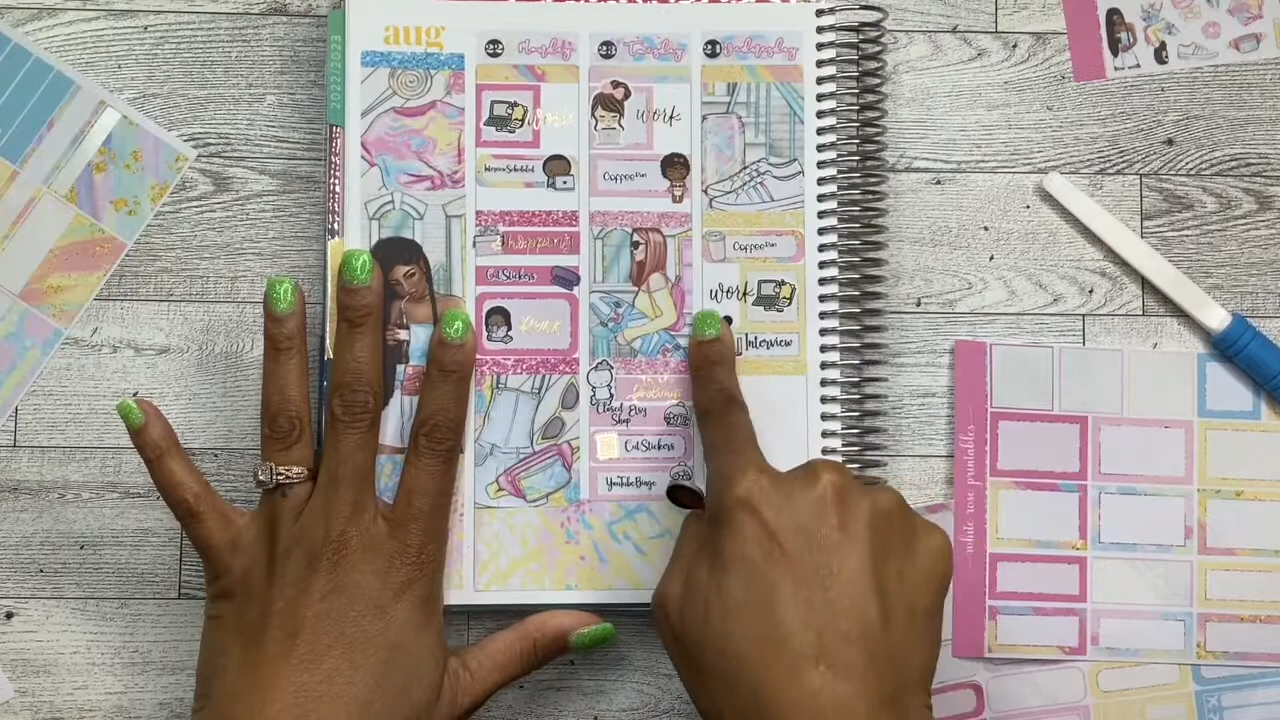 2022/2023
aug
22 Monday
work
Interview Scheduled
Shopping
Cut Stickers
23 Tuesday
work
Coffee Run
Closed Etsy
Shop
Cut Stickers
YouTube Binge
24 Wednesday
Coffee Run
work
Interview
white rose printables